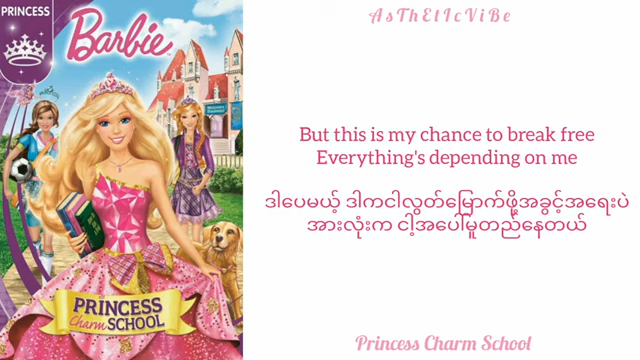 PRINCESS
Barbie
PRINCESS
Charm SCHOOL
AsThEtIcViBe
But this is my chance to break free
Everything's depending on me
ဒါပေမယ့် ဒါကငါလွတ်မြောက်ဖို့အခွင့်အရေးပဲ
အားလုံးက ငါ့အပေါ်မူတည်နေတယ်
Princess Charm School